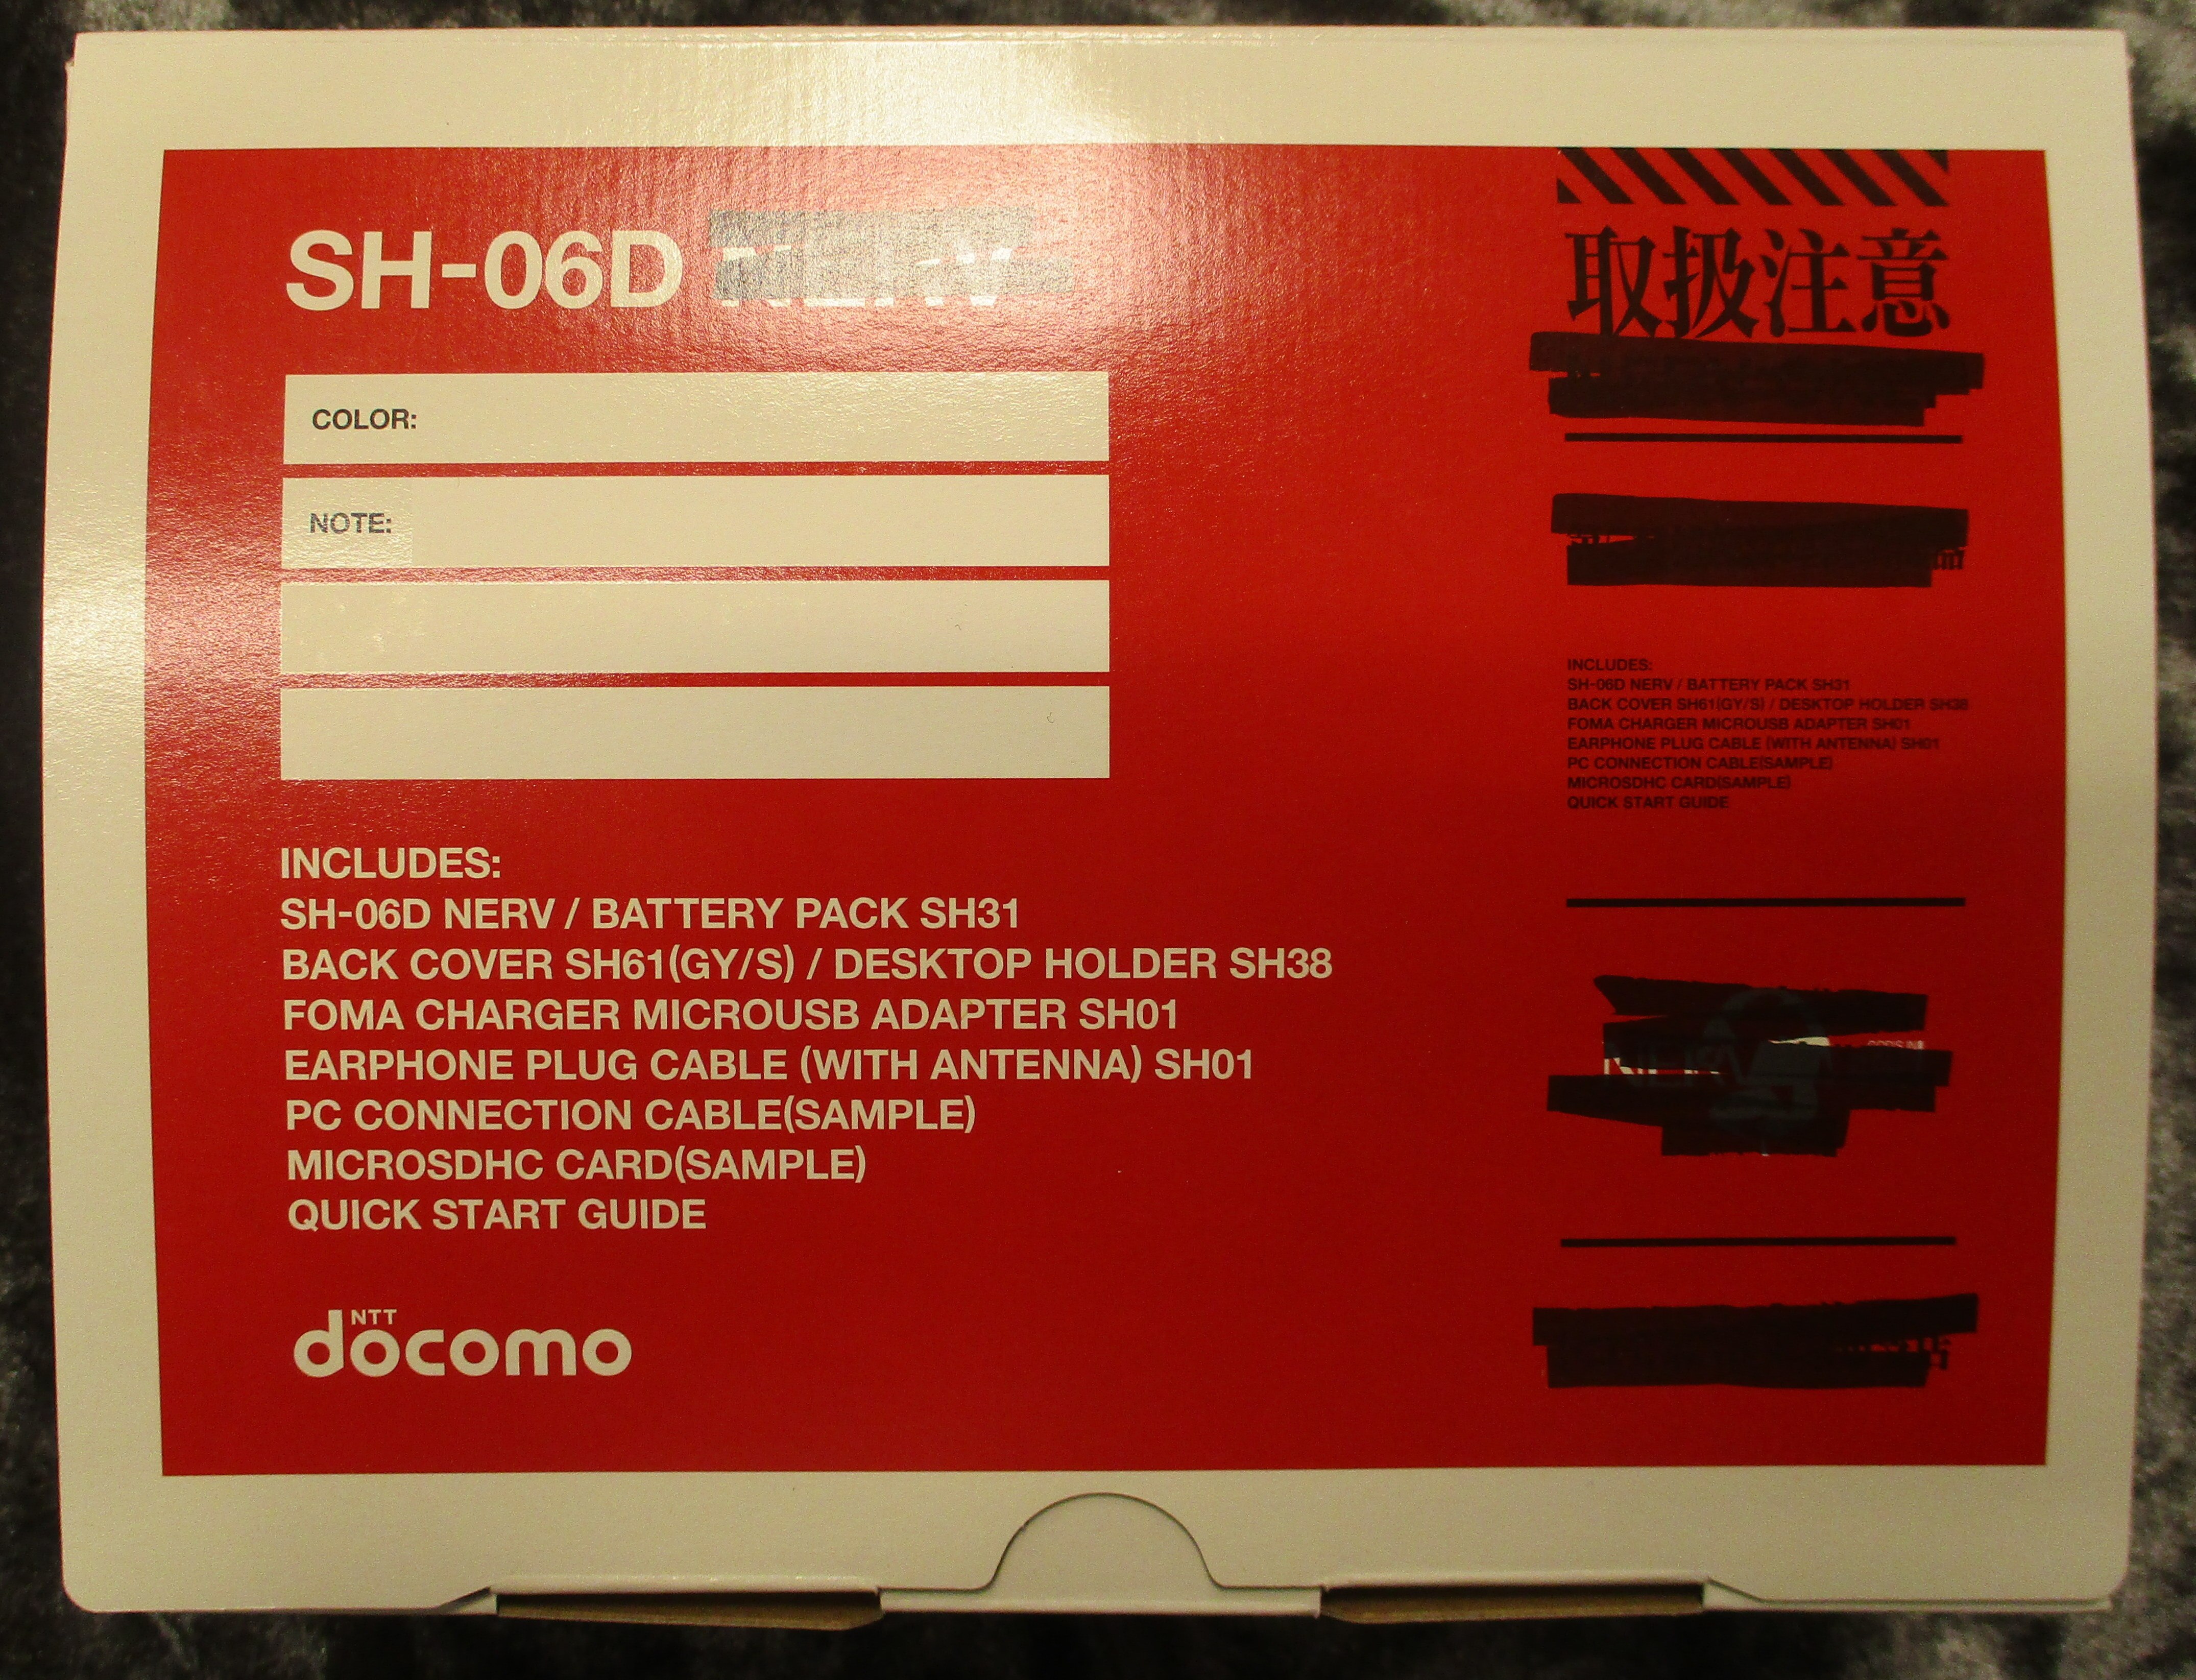 SH-06D NERV
COLOR:
NOTE:
INCLUDES:
SH-06D NERV / BATTERY PACK SH31
BACK COVER SH61(GY/S) / DESKTOP HOLDER SH38
FOMA CHARGER MICROUSB ADAPTER SH01
EARPHONE PLUG CABLE (WITH ANTENNA) SH01
PC CONNECTION CABLE(SAMPLE)
MICROSDHC CARD(SAMPLE)
QUICK START GUIDE
NTT
docomo
取扱注意
INCLUDES:
SH-06D NERV / BATTERY PACK SH31
BACK COVER SH61(GY/S) / DESKTOP HOLDER SH38
FOMA CHARGER MICROUSB ADAPTER SH01
EARPHONE PLUG CABLE (WITH ANTENNA) SH01
PC CONNECTION CABLE(SAMPLE)
MICROSDHC CARD(SAMPLE)
QUICK START GUIDE
NERV